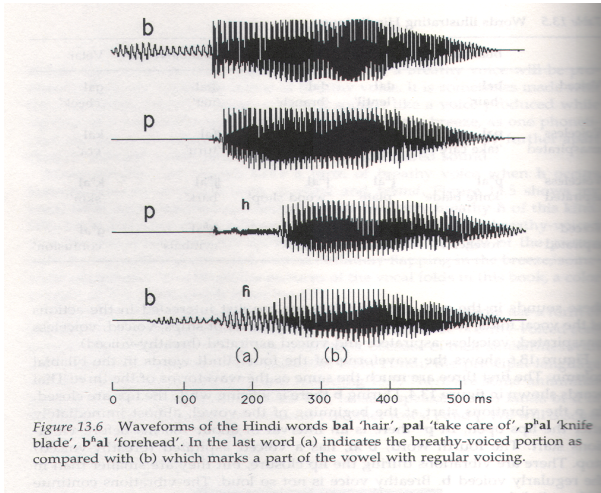 b
p
p h
b ɦ
(a) (b)
0 100 200 300 400 500 ms
Figure 13.6 Waveforms of the Hindi words bal 'hair', pal 'take care of', pʰal 'knife
blade', bʱal 'forehead'. In the last word (a) indicates the breathy-voiced portion as
compared with (b) which marks a part of the vowel with regular voicing.